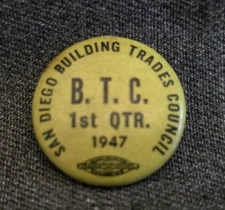 SAN DIEGO BUILDING TRADES COUNCIL
B. T. C.
1st QTR.
1947